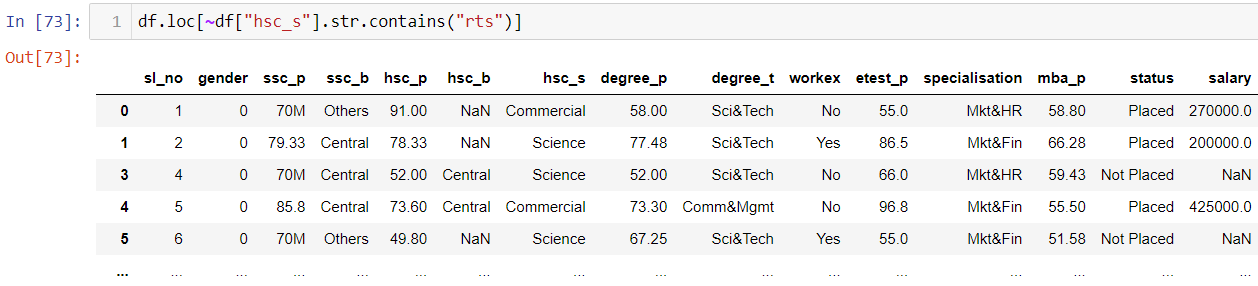 In [73]: 1 df.loc[~df["hsc_s"].str.contains("rts")]
Out[73]:
sl_no gender ssc_p ssc_b hsc_p hsc_b hsc_s degree_p degree_t workex etest_p specialisation mba_p status salary
0 1 0 70M Others 91.00 NaN Commercial 58.00 Sci&Tech No 55.0 Mkt&HR 58.80 Placed 270000.0
1 2 0 79.33 Central 78.33 NaN Science 77.48 Sci&Tech Yes 86.5 Mkt&Fin 66.28 Placed 200000.0
3 4 0 70M Central 52.00 Central Science 52.00 Sci&Tech No 66.0 Mkt&HR 59.43 Not Placed NaN
4 5 0 85.8 Central 73.60 Central Commercial 73.30 Comm&Mgmt No 96.8 Mkt&Fin 55.50 Placed 425000.0
5 6 0 70M Others 49.80 NaN Science 67.25 Sci&Tech Yes 55.0 Mkt&Fin 51.58 Not Placed NaN
... ... ... ... ... ... ... ... ... ... ... ... ... ... ... ...